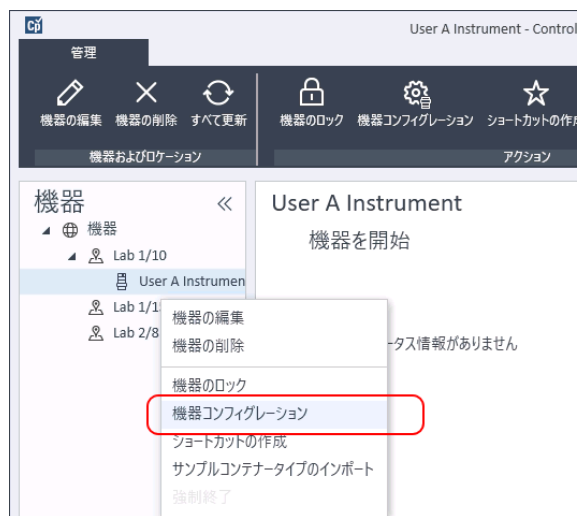 User A Instrument - Control
管理
機器の編集 機器の削除 すべて更新 機器のロック 機器コンフィグレーション ショートカットの作成
機器およびロケーション アクション
機器
機器
Lab 1/10
User A Instrumen
Lab 1/1
Lab 2/8
User A Instrument
機器を開始
ータス情報がありません
機器の編集
機器の削除
機器のロック
機器コンフィグレーション
ショートカットの作成
サンプルコンテナータイプのインポート
強制終了